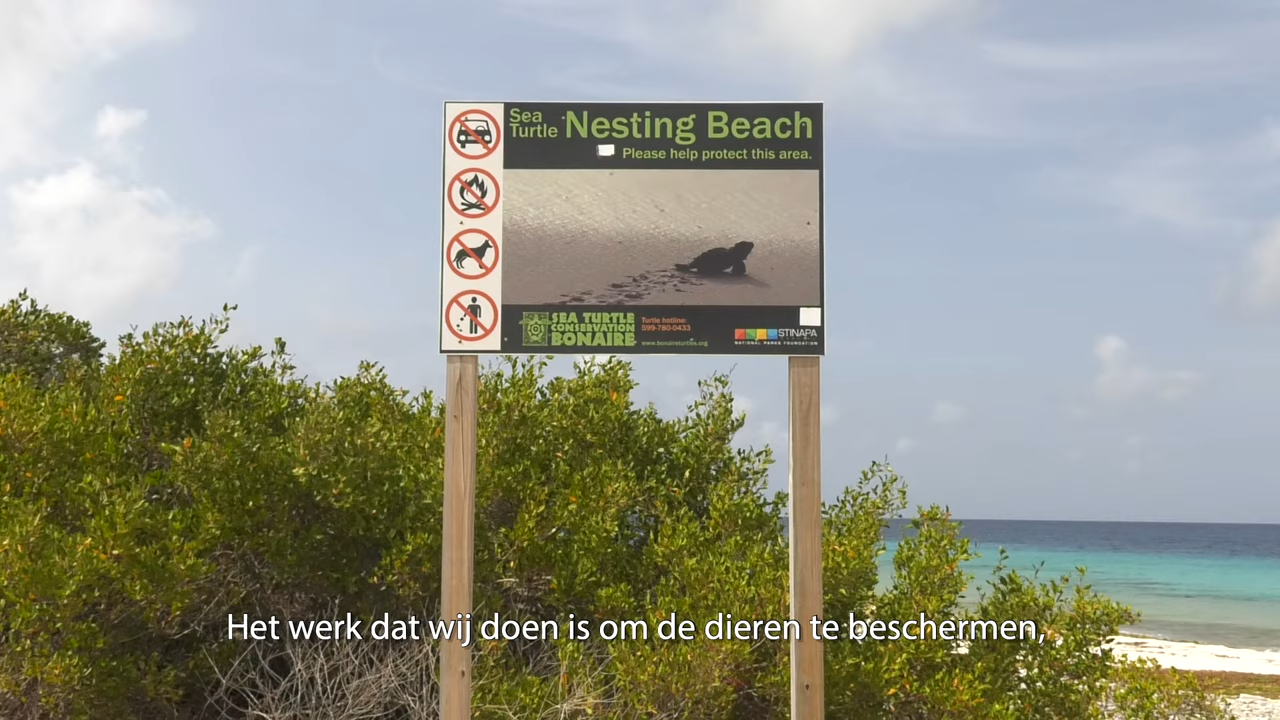 Sea
Turtle
Nesting Beach
Please help protect this area.
SEA TURTLE
CONSERVATION
BONAIRE
Turtle hotline:
599-780-0433
www.bonaireturtles.org
STINAPA
NATIONAL PARKS FOUNDATION
Het werk dat wij doen is om de dieren te beschermen,